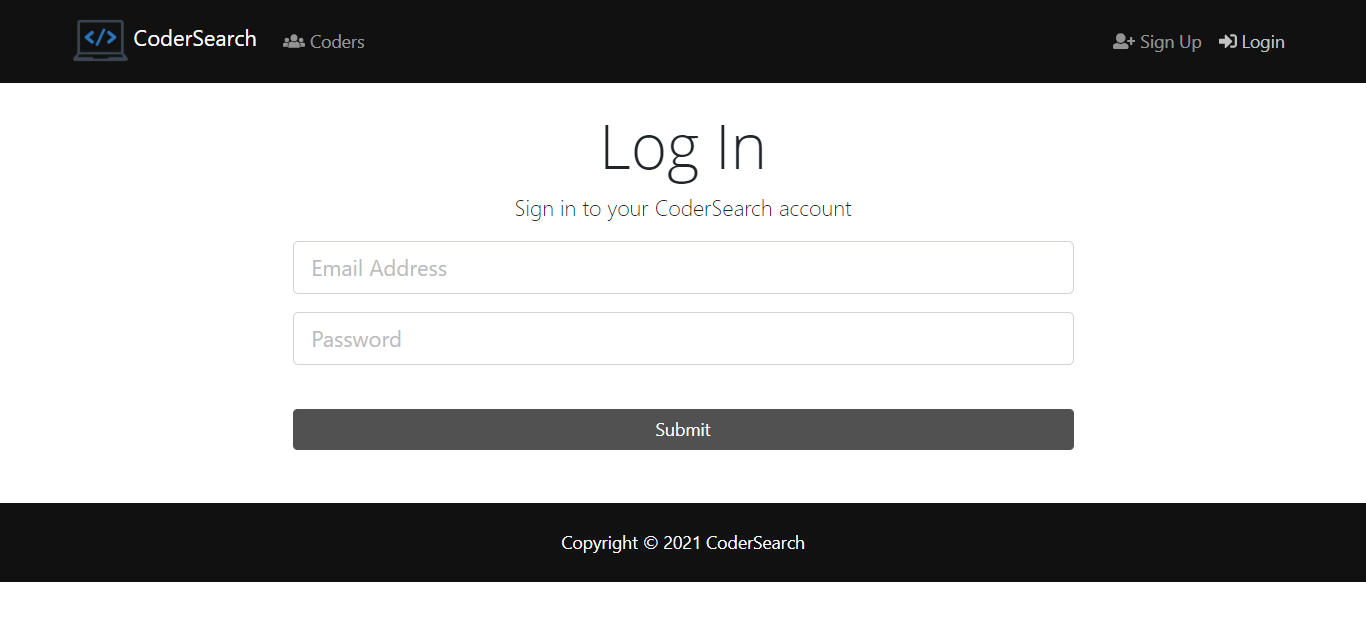 </> CoderSearch Coders Sign Up Login
Log In
Sign in to your CoderSearch account
Email Address
Password
Submit
Copyright © 2021 CoderSearch